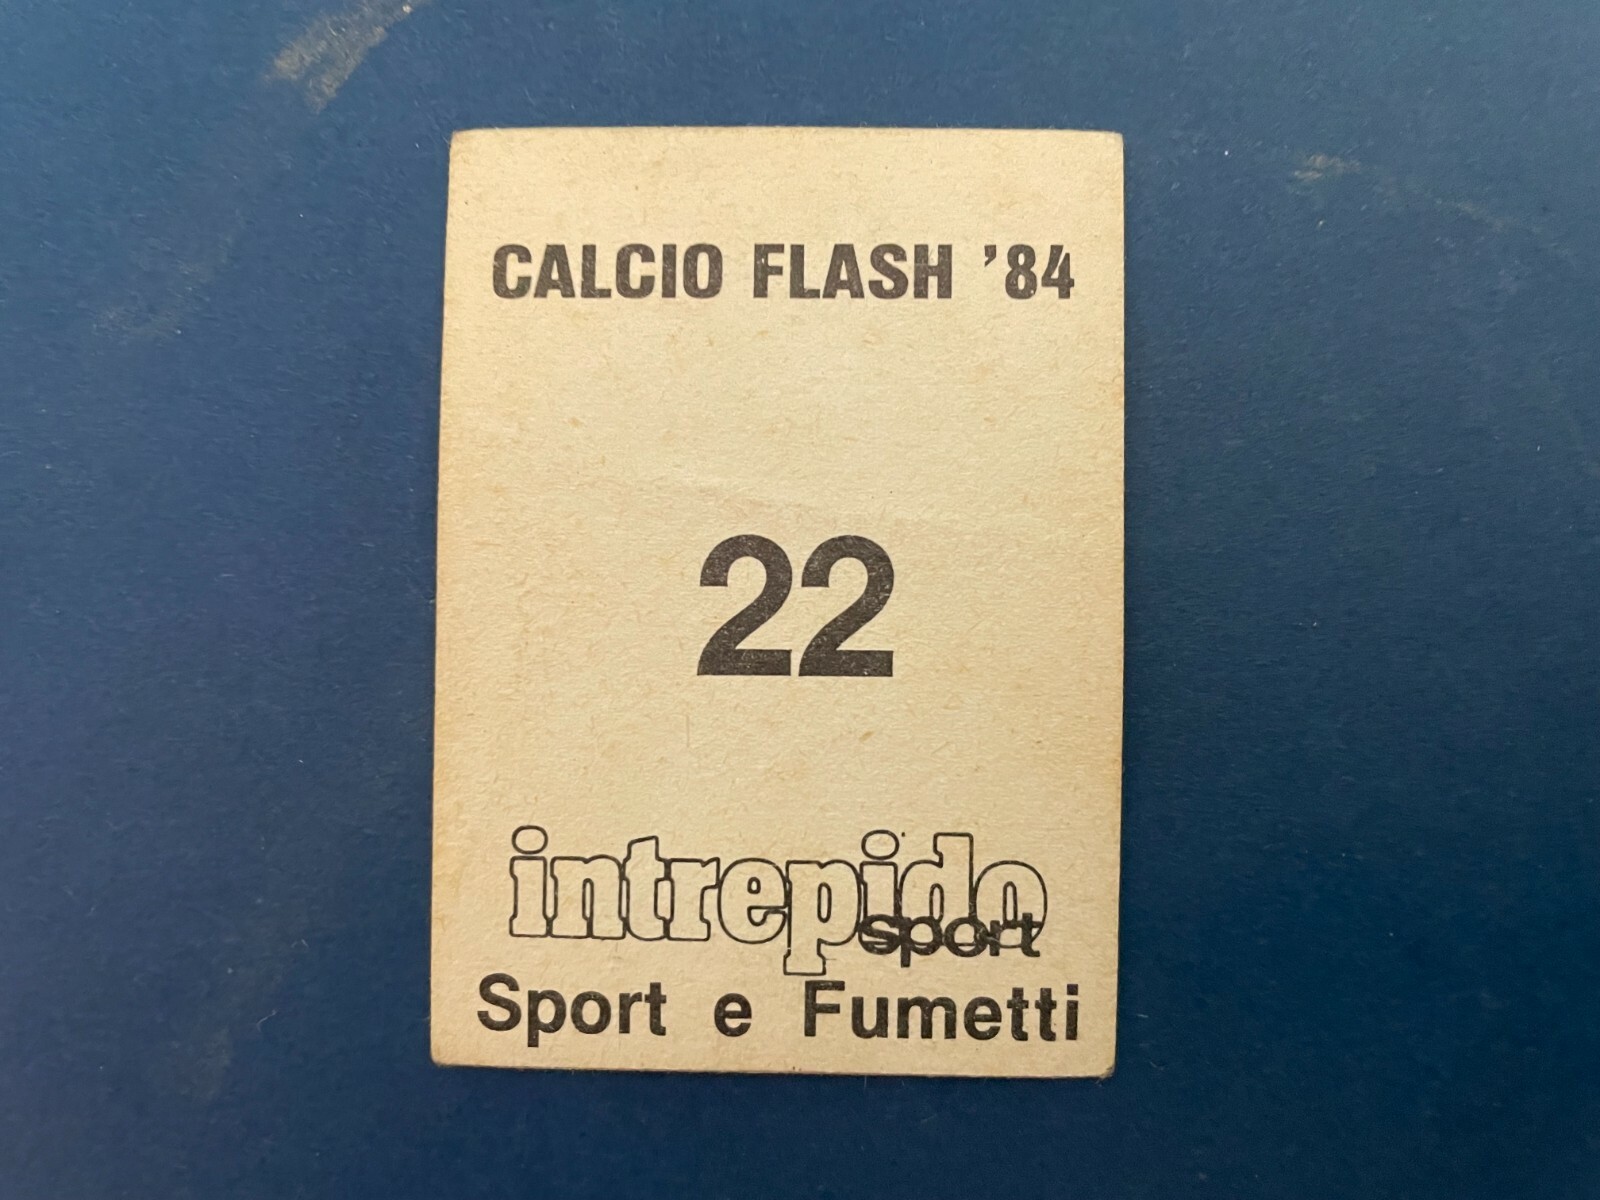 CALCIO FLASH '84
22
intrepido
sport
Sport e Fumetti